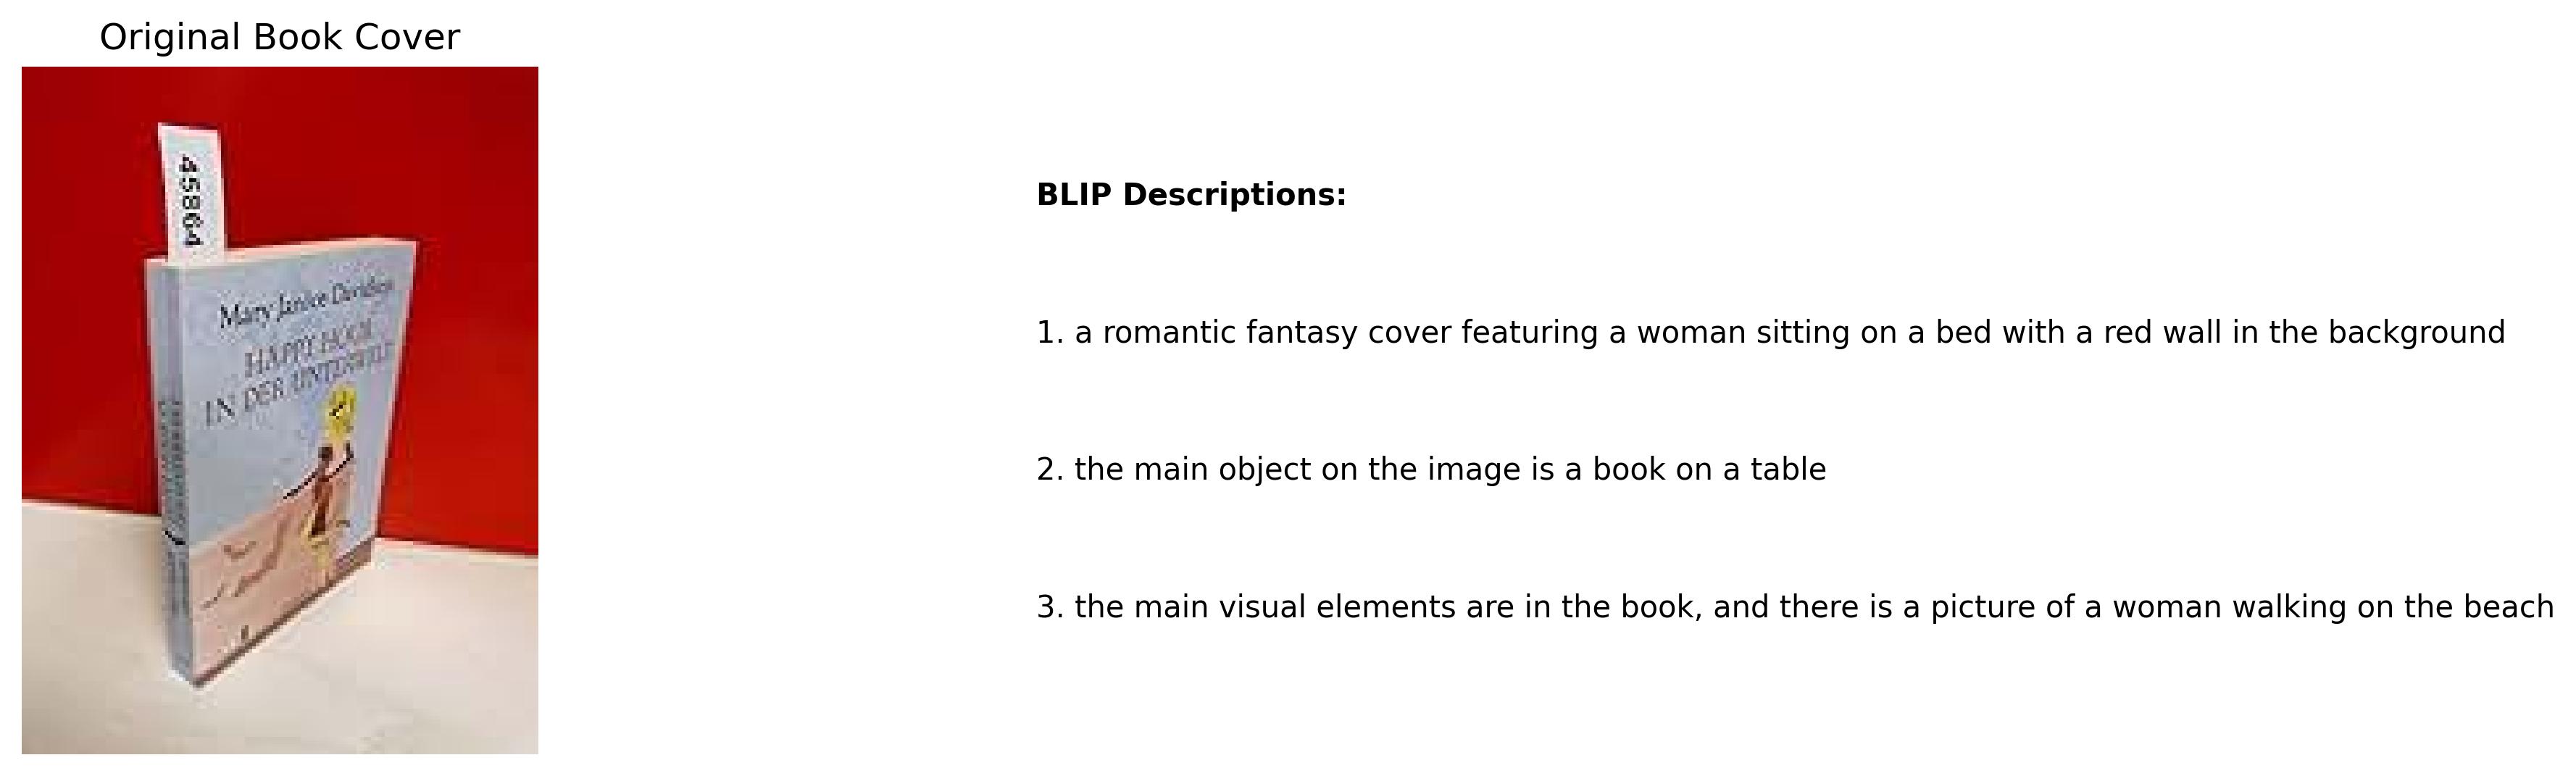 Original Book Cover
45864
Mary Janice Davidson
HAPPY HOUR
IN DER UNTERWELT
BLIP Descriptions:
1. a romantic fantasy cover featuring a woman sitting on a bed with a red wall in the background
2. the main object on the image is a book on a table
3. the main visual elements are in the book, and there is a picture of a woman walking on the beach